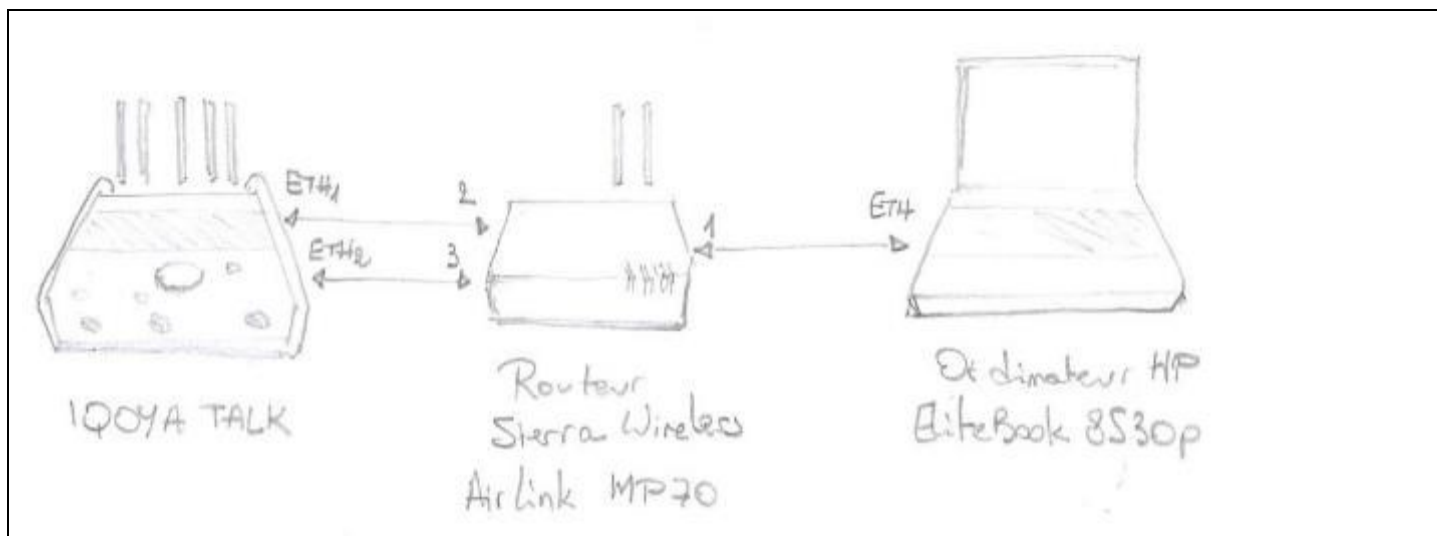 ETH1
2
ETH2
3
1
ETH
IQOYA TALK
Routeur
Sierra Wireless
AirLink MP70
Ordinateur HP
EliteBook 8530p